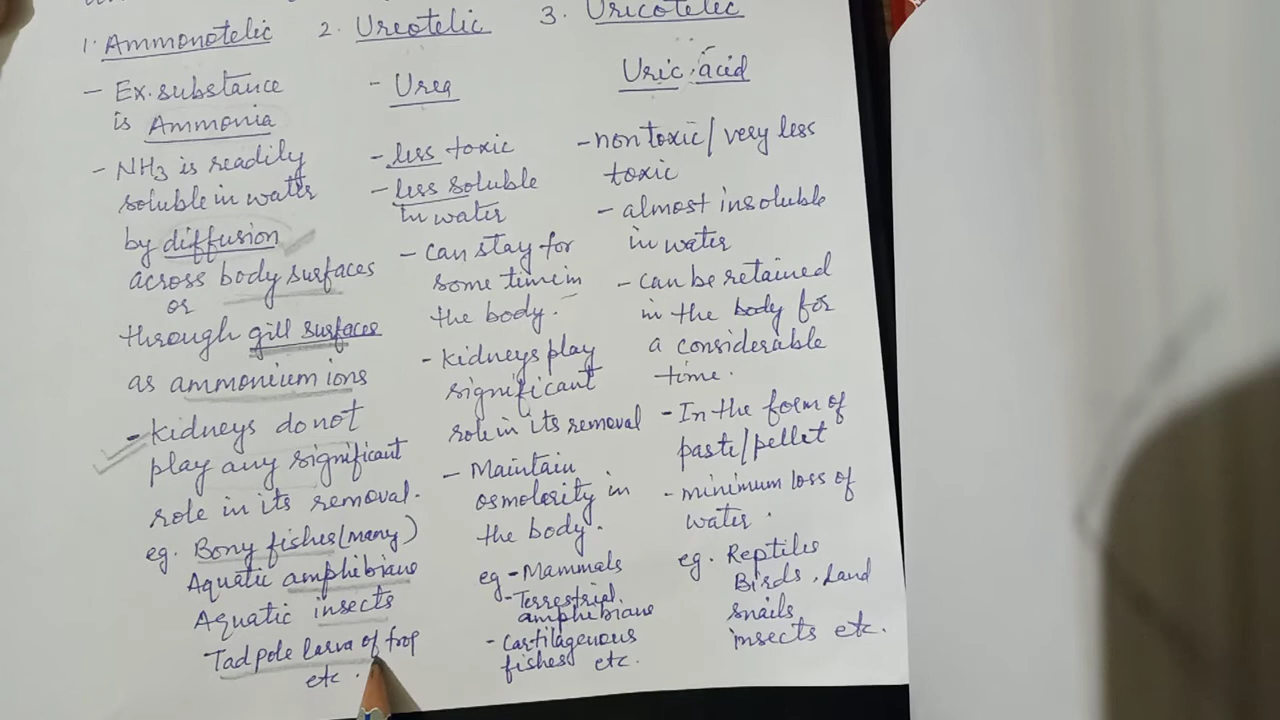 1. Ammonotelic
- Ex. substance
is Ammonia
- NH3 is readily
soluble in water
by diffusion
across body surfaces
or
through gill surfaces
as ammonium ions
- kidneys do not
play any significant
role in its removal.
eg. Bony fishes (many)
Aquatic amphibians
Aquatic insects
Tadpole larva of frog
etc.
2. Ureotelic
- Urea
- less toxic
- less soluble
in water
- can stay for
some time in
the body.
- kidneys play
significant
role in its removal
- Maintain
osmolarity in
the body.
eg - Mammals
- Terrestrial
amphibians
- Cartilagenous
fishes etc.
3. Uricotelic
Uric acid
- non toxic / very less
toxic
- almost insoluble
in water
- can be retained
in the body for
a considerable
time.
- In the form of
paste/pellet
- minimum loss of
water.
eg. Reptiles
Birds, Land
snails
insects etc.